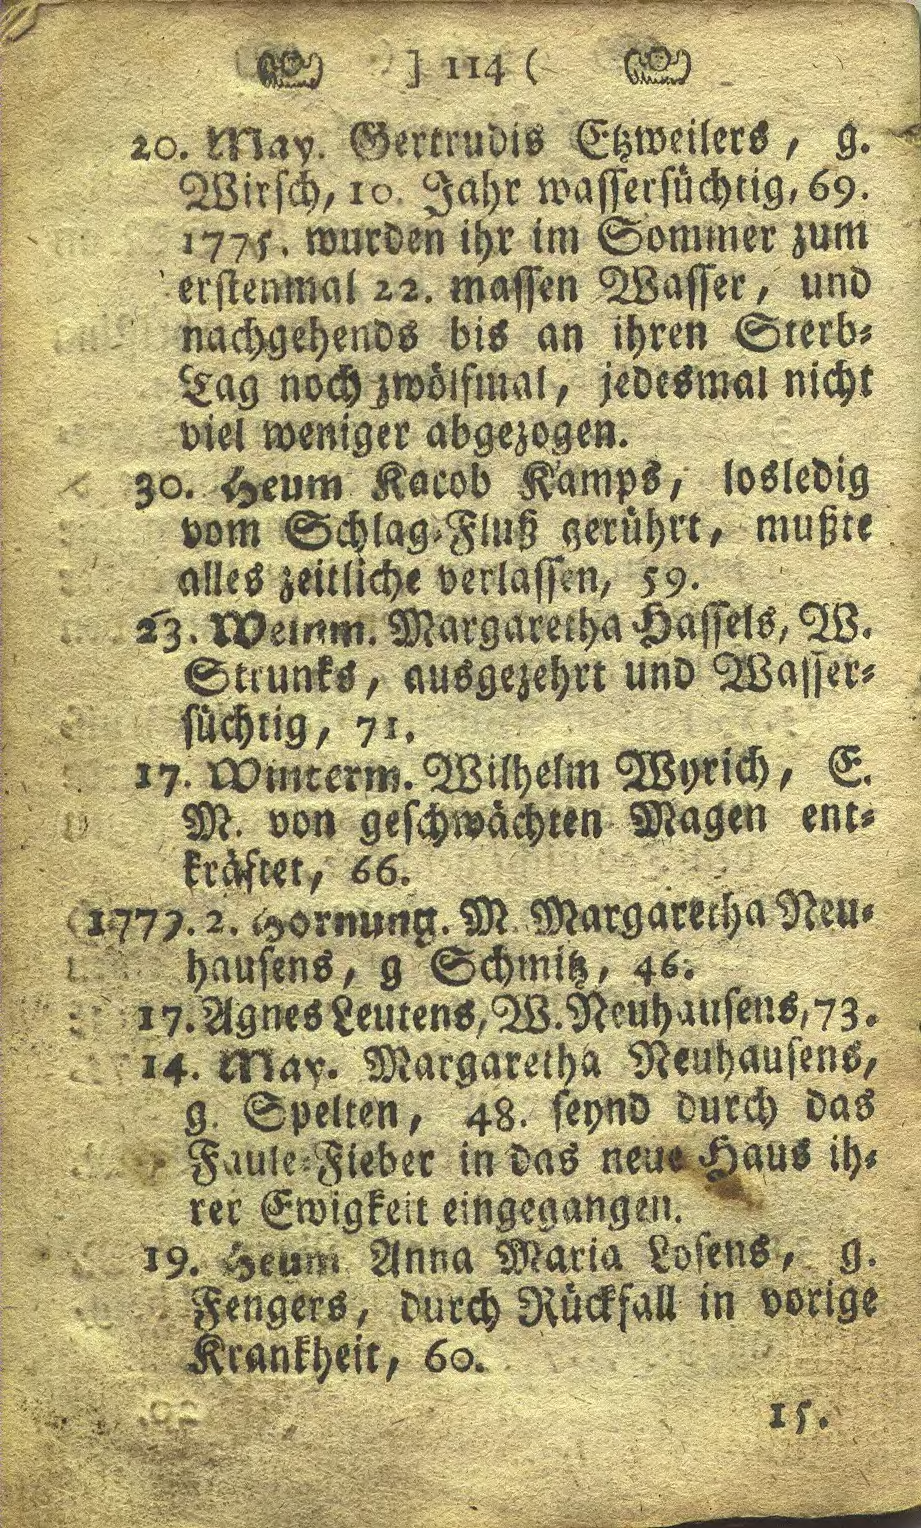 ] 114 (
20. May. Gertrudis Etzweilers, g.
Wirsch, 10. Jahr wassersüchtig, 69.
1775. wurden ihr im Sommer zum
erstenmal 22. massen Wasser, und
nachgehends bis an ihren Sterb-
Tag noch zwölfmal, jedesmal nicht
viel weniger abgezogen.
30. Heum Kacob Kamps, losledig
vom Schlag-Fluß gerührt, mußte
alles zeitliche verlassen, 59.
23. Weinm. Margaretha Hassels, W.
Strunks, ausgezehrt und Wasser-
süchtig, 71.
17. Winterm. Wilhelm Wyrich, E.
M. von geschwächten Magen ent-
kräftet, 66.
1777. 2. Hornung. M. Margaretha Neu-
hausens, g Schmitz, 46.
17. Agnes Leutens, W. Neuhausens, 73.
14. May. Margaretha Neuhausens,
g. Spelten, 48. seynd durch das
Faule-Fieber in das neue Haus ih-
rer Ewigkeit eingegangen.
19. Heum Anna Maria Losens, g.
Fengers, durch Rückfall in vorige
Krankheit, 60.
15.